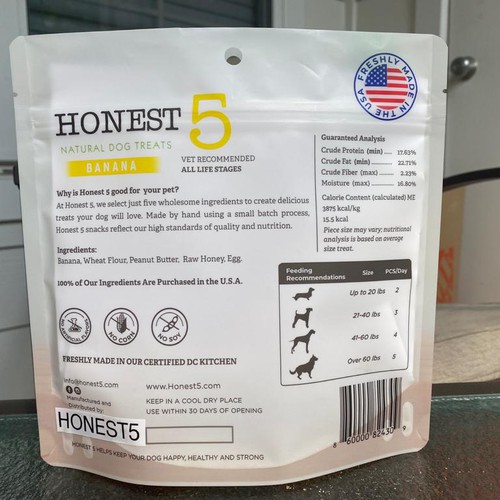 HONEST 5
NATURAL DOG TREATS
BANANA
VET RECOMMENDED
ALL LIFE STAGES
FRESHLY MADE IN THE USA
Why is Honest 5 good for your pet?
At Honest 5, we select just five wholesome ingredients to create delicious
treats your dog will love. Made by hand using a small batch process,
Honest 5 snacks reflect our high standards of quality and nutrition.
Ingredients:
Banana, Wheat Flour, Peanut Butter, Raw Honey, Egg.
100% of Our Ingredients Are Purchased in the U.S.A.
Guaranteed Analysis
Crude Protein (min) ..... 17.63%
Crude Fat (min) .... 22.71%
Crude Fiber (max) ..... 2.23%
Moisture (max) ..... 16.80%
Calorie Content (calculated) ME
3875 kcal/kg
15.5 kcal
Piece size may vary; nutritional
analysis is based on average
size treat.
Feeding
Recommendations Size PCS/Day
Up to 20 lbs 2
21-40 lbs 3
41-60 lbs 4
Over 60 lbs 5
NO ARTIFICIAL FLAVORS
NO CORN
NO SOY
FRESHLY MADE IN OUR CERTIFIED DC KITCHEN
info@honest5.com
www.Honest5.com
manufactured and
distributed by:
KEEP IN A COOL DRY PLACE
USE WITHIN 30 DAYS OF OPENING
HONEST5
HONEST 5 HELPS KEEP YOUR DOG HAPPY, HEALTHY AND STRONG
8 60000 82430 9